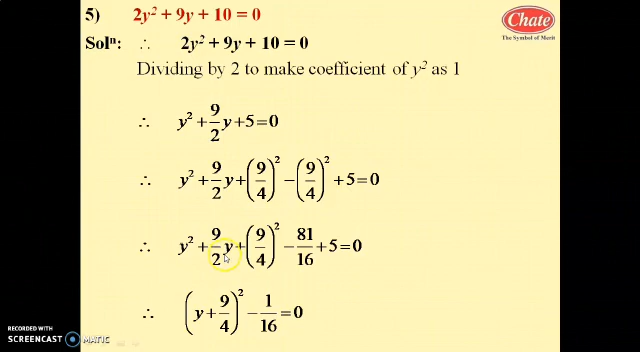 5) 2y² + 9y + 10 = 0
Chate
The Symbol of Merit
Solⁿ: ∴ 2y² + 9y + 10 = 0
Dividing by 2 to make coefficient of y² as 1
∴ y² + 9/2 y + 5 = 0
∴ y² + 9/2 y + (9/4)² − (9/4)² + 5 = 0
∴ y² + 9/2 y + (9/4)² − 81/16 + 5 = 0
∴ (y + 9/4)² − 1/16 = 0
RECORDED WITH
SCREENCAST MATIC